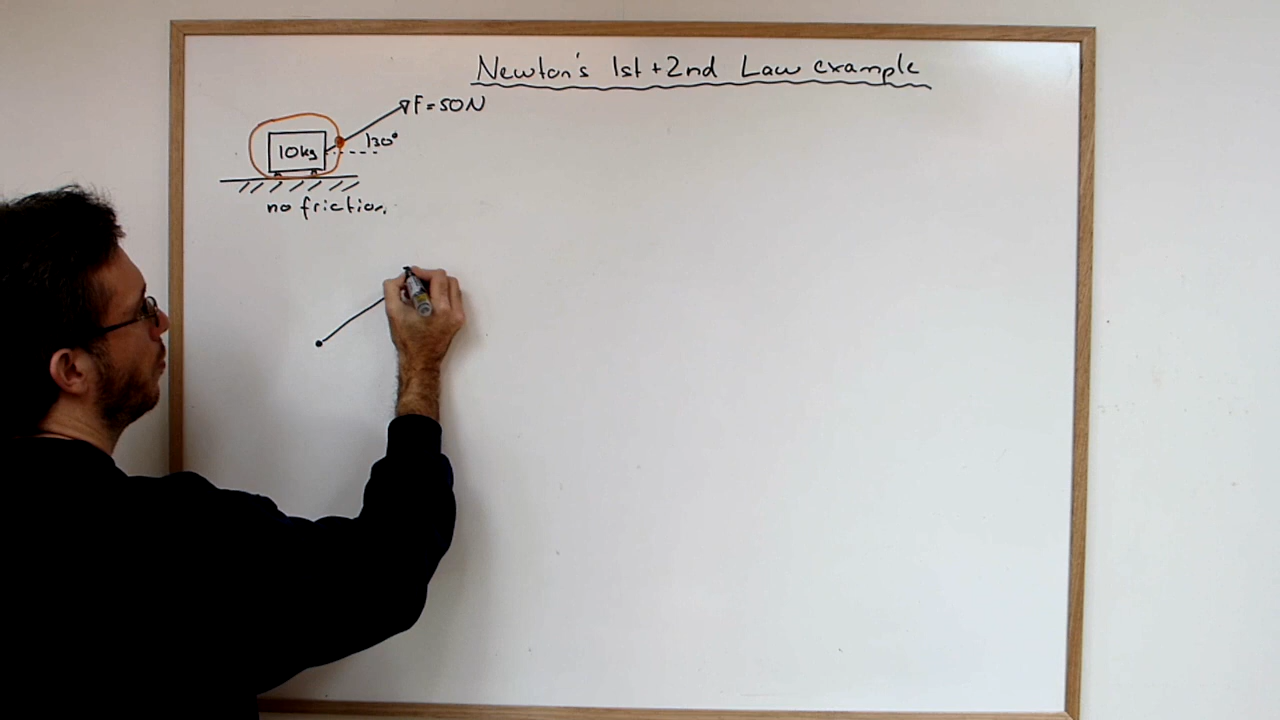 Newton's 1st + 2nd Law example
F = 50N
10kg
30°
no friction